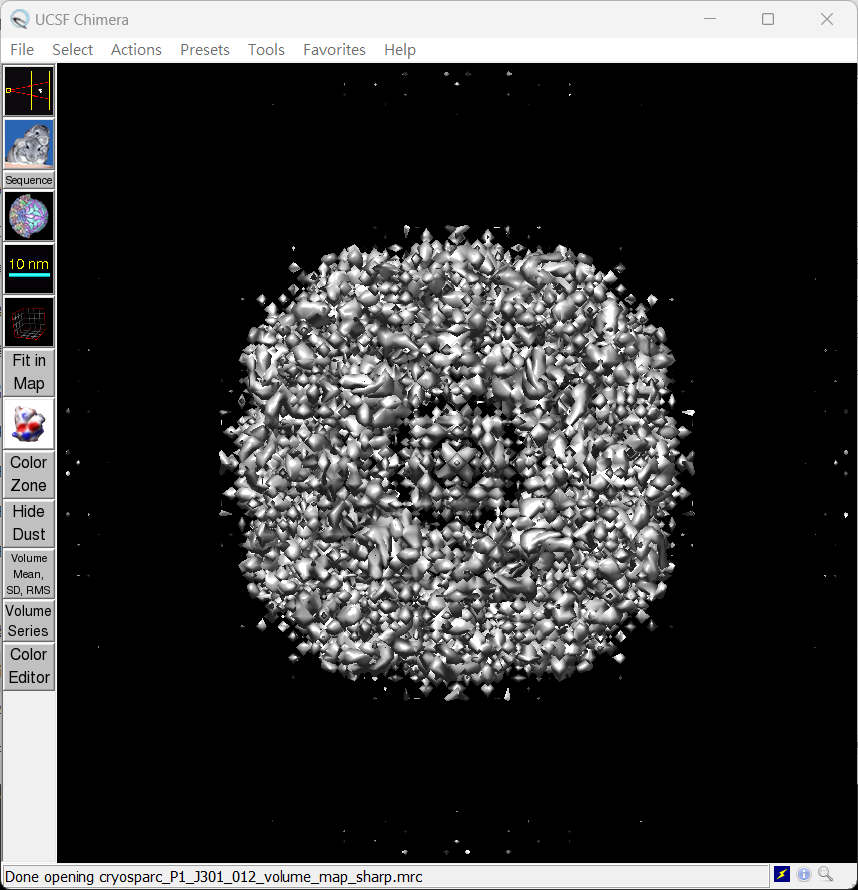 UCSF Chimera
File Select Actions Presets Tools Favorites Help
Sequence
10 nm
Fit in
Map
Color
Zone
Hide
Dust
Volume
Mean,
SD, RMS
Volume
Series
Color
Editor
Done opening cryosparc_P1_J301_012_volume_map_sharp.mrc